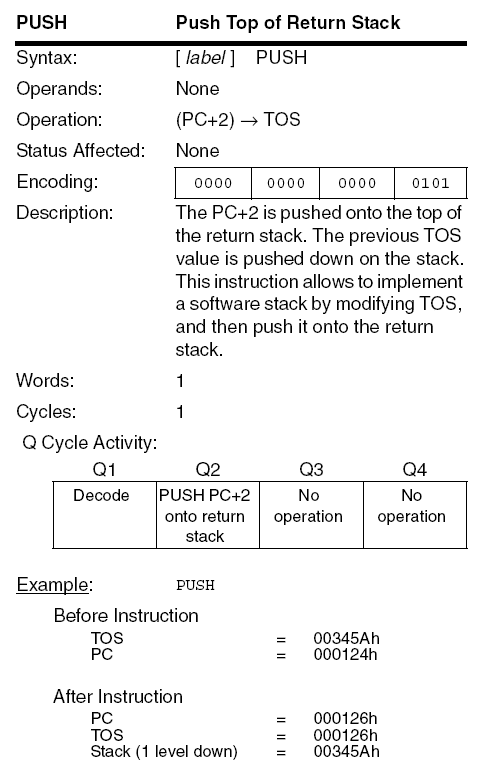 PUSH Push Top of Return Stack
Syntax: [ label ] PUSH
Operands: None
Operation: (PC+2) → TOS
Status Affected: None
Encoding: 0000 0000 0000 0101
Description: The PC+2 is pushed onto the top of
the return stack. The previous TOS
value is pushed down on the stack.
This instruction allows to implement
a software stack by modifying TOS,
and then push it onto the return
stack.
Words: 1
Cycles: 1
Q Cycle Activity:
Q1 Q2 Q3 Q4
Decode PUSH PC+2 No No
onto return operation operation
stack
Example: PUSH
Before Instruction
TOS = 00345Ah
PC = 000124h
After Instruction
PC = 000126h
TOS = 000126h
Stack (1 level down) = 00345Ah